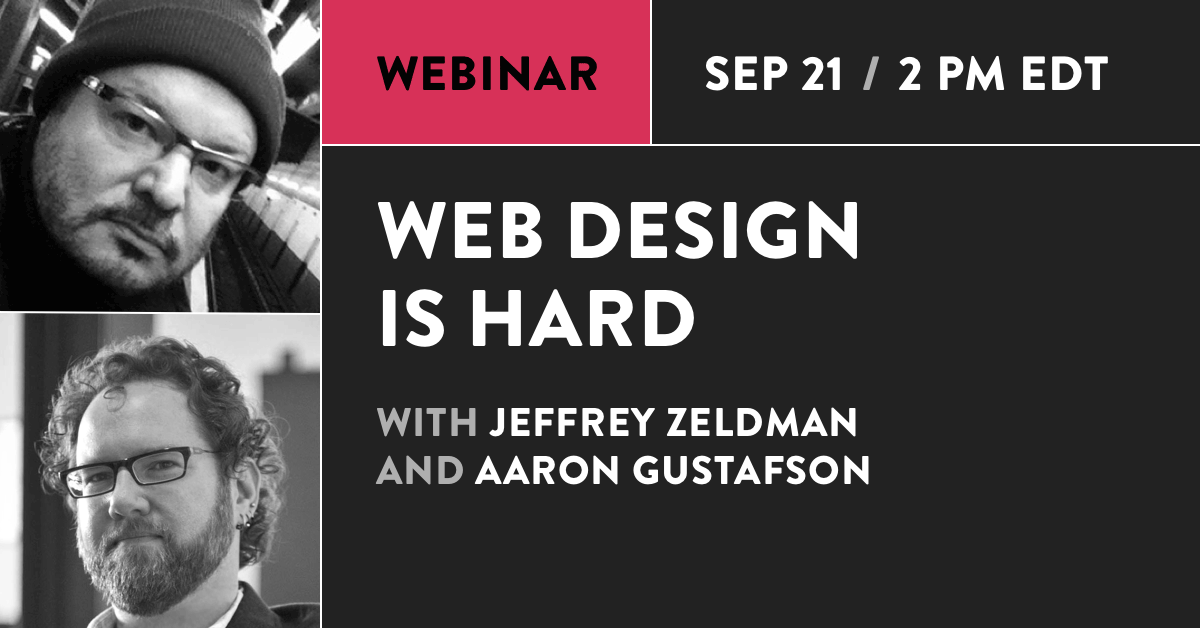 WEBINAR
SEP 21 / 2 PM EDT
WEB DESIGN
IS HARD
WITH JEFFREY ZELDMAN
AND AARON GUSTAFSON